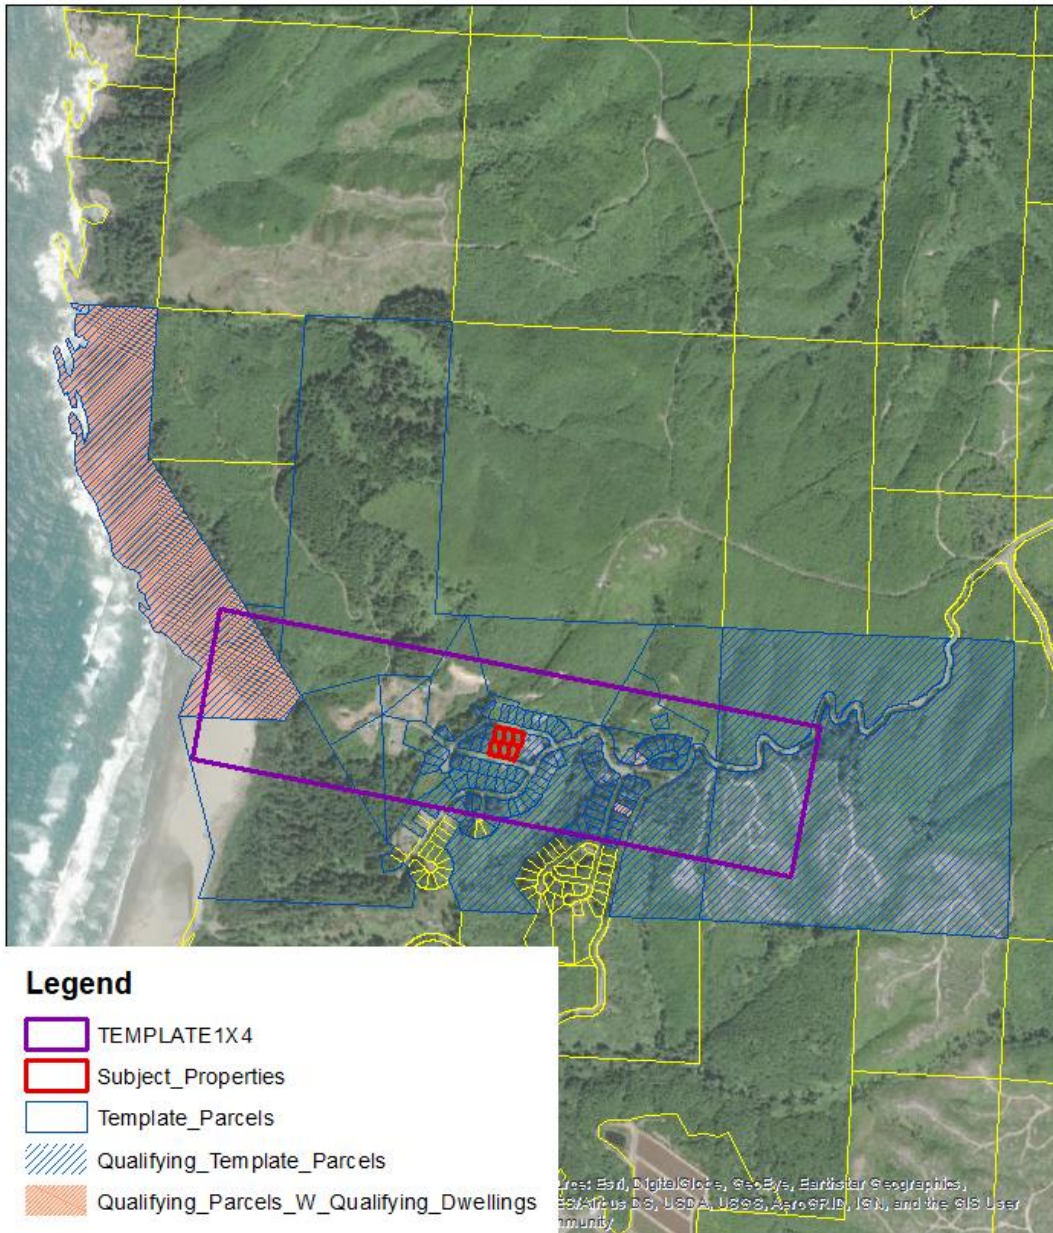 Legend
TEMPLATE1X4
Subject_Properties
Template_Parcels
Qualifying_Template_Parcels
Qualifying_Parcels_W_Qualifying_Dwellings
Esri, DigitalGlobe, GeoEye, Earthstar Geographics,
DS, USDA, USGS, AeroGRID, IGN, and the GIS User